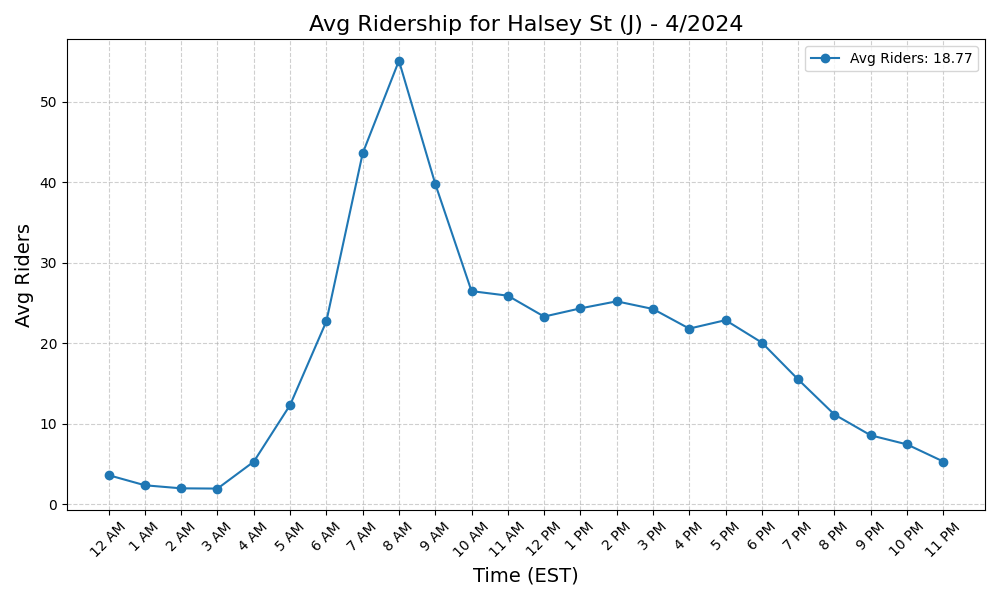 Avg Ridership for Halsey St (J) - 4/2024
Avg Riders: 18.77
Avg Riders
50
40
30
20
10
0
12 AM
1 AM
2 AM
3 AM
4 AM
5 AM
6 AM
7 AM
8 AM
9 AM
10 AM
11 AM
12 PM
1 PM
2 PM
3 PM
4 PM
5 PM
6 PM
7 PM
8 PM
9 PM
10 PM
11 PM
Time (EST)